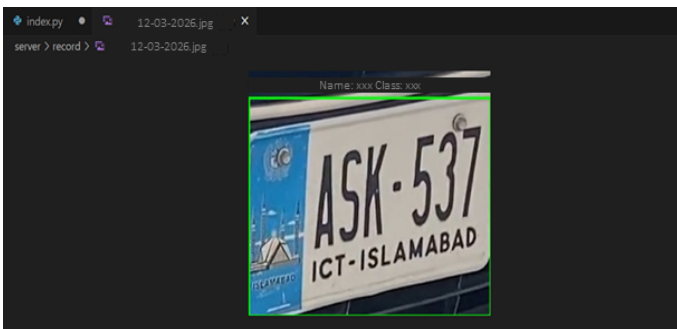 index.py
12-03-2026.jpg
server > record >
12-03-2026.jpg
Name: xxx Class: xxx
ASK-537
ICT-ISLAMABAD
ISLAMABAD